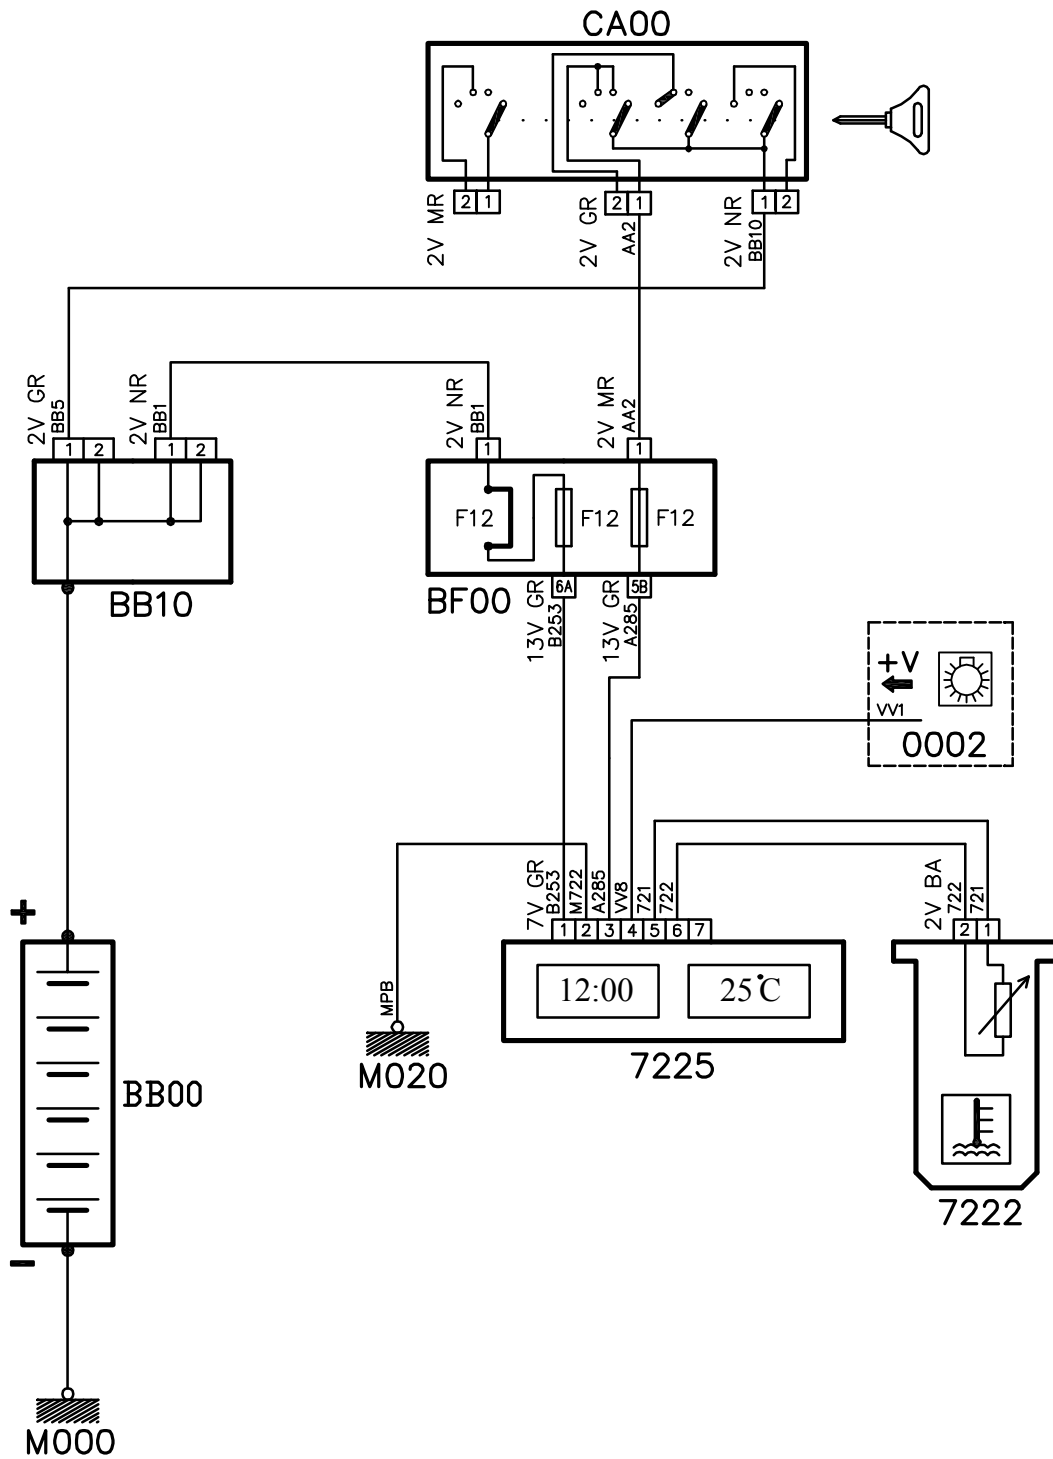 CA00
2 1
2 1
1 2
2V MR
2V GR
AA2
2V NR
BB10
2V GR
BB5
2V NR
BB1
2V NR
BB1
2V MR
AA2
1 2
1 2
1
1
F12
F12
F12
BB10
BF00
6A
5B
13V GR
B253
13V GR
A285
+V
VV1
0002
7V GR
B253
M722
A285
VV8
721
722
2V BA
722
721
1 2 3 4 5 6 7
2 1
+
12:00
25°C
MPB
M020
7225
BB00
7222
-
M000